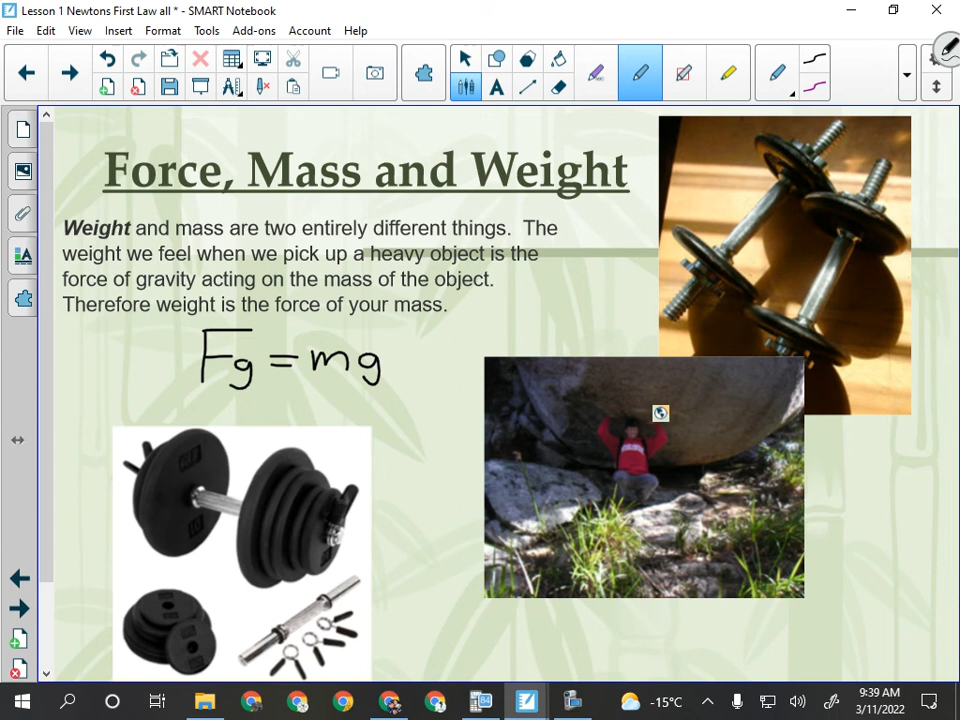 Lesson 1 Newtons First Law all * - SMART Notebook
File Edit View Insert Format Tools Add-ons Account Help
Force, Mass and Weight
Weight and mass are two entirely different things. The
weight we feel when we pick up a heavy object is the
force of gravity acting on the mass of the object.
Therefore weight is the force of your mass.
Fg = mg
10
-15°C
9:39 AM
3/11/2022